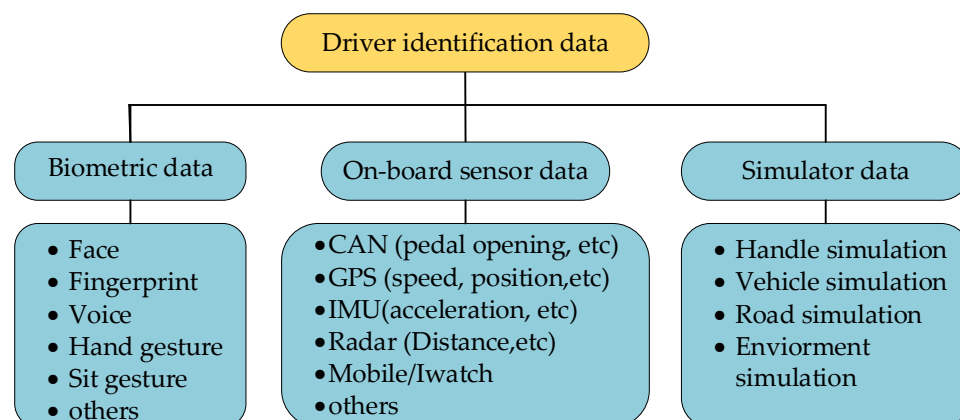 Driver identification data
Biometric data
On-board sensor data
Simulator data
• Face
• Fingerprint
• Voice
• Hand gesture
• Sit gesture
• others
•CAN (pedal opening, etc)
•GPS (speed, position,etc)
•IMU(acceleration, etc)
•Radar (Distance,etc)
•Mobile/Iwatch
•others
• Handle simulation
• Vehicle simulation
• Road simulation
• Enviorment
simulation